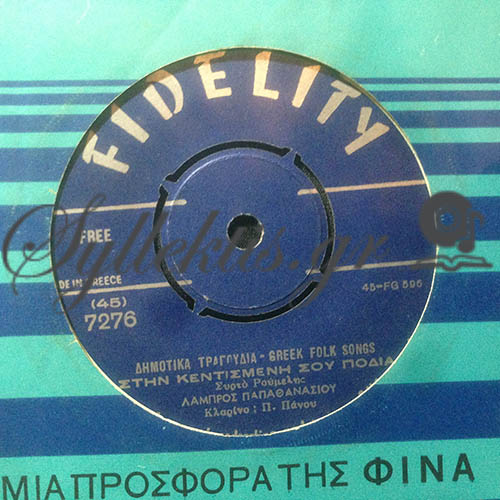 FIDELITY
FREE
DE IN GREECE
(45)
7276
45-FG 595
ΔΗΜΟΤΙΚΑ ΤΡΑΓΟΥΔΙΑ - GREEK FOLK SONGS
ΣΤΗΝ ΚΕΝΤΙΣΜΕΝΗ ΣΟΥ ΠΟΔΙΑ
Συρτό Ρούμελης
ΛΑΜΠΡΟΣ ΠΑΠΑΘΑΝΑΣΙΟΥ
Κλαρίνο: Π. Πάνου
Syllektis.gr
ΜΙΑ ΠΡΟΣΦΟΡΑ ΤΗΣ ΦΙΝΑ